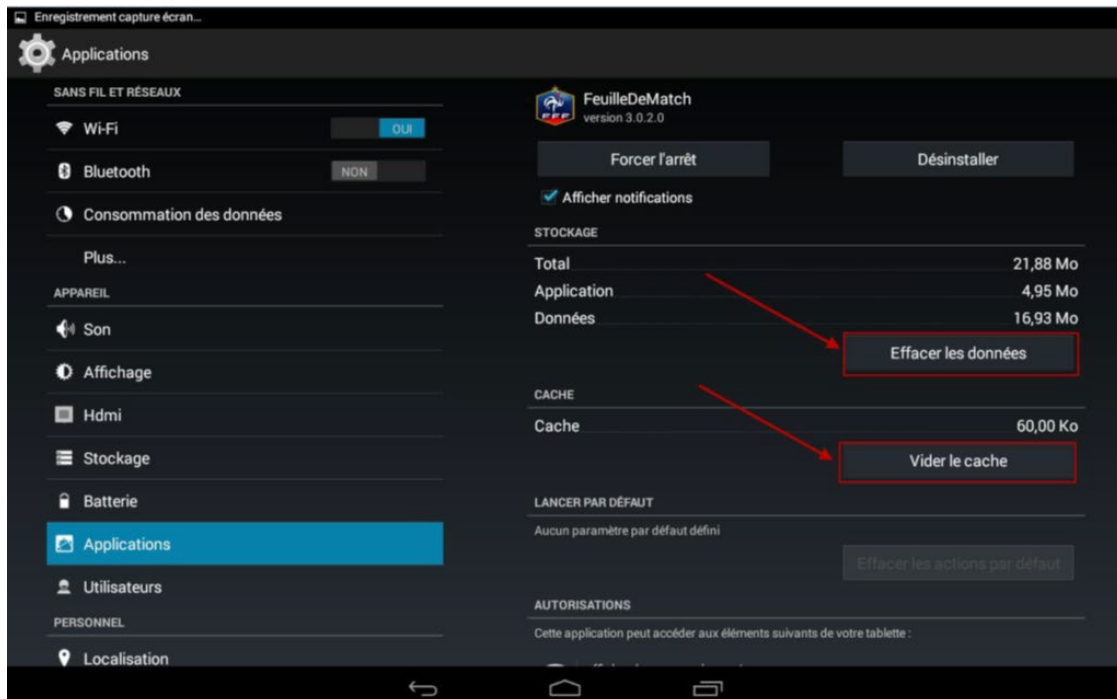 Enregistrement capture écran...
Applications
SANS FIL ET RÉSEAUX
Wi-Fi OUI
Bluetooth NON
Consommation des données
Plus...
APPAREIL
Son
Affichage
Hdmi
Stockage
Batterie
Applications
Utilisateurs
PERSONNEL
Localisation
FeuilleDeMatch
version 3.0.2.0
Forcer l'arrêt Désinstaller
Afficher notifications
STOCKAGE
Total 21,88 Mo
Application 4,95 Mo
Données 16,93 Mo
Effacer les données
CACHE
Cache 60,00 Ko
Vider le cache
LANCER PAR DÉFAUT
Aucun paramètre par défaut défini
Effacer les actions par défaut
AUTORISATIONS
Cette application peut accéder aux éléments suivants de votre tablette :